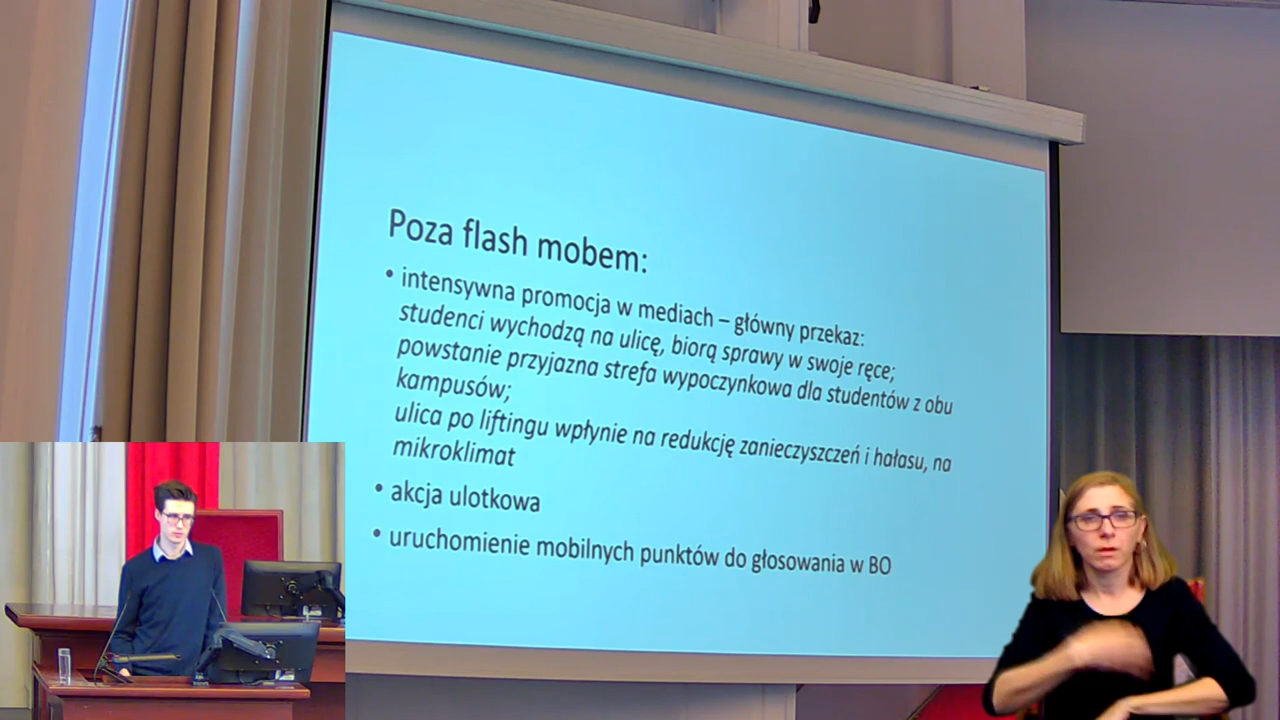 Poza flash mobem:
• intensywna promocja w mediach – główny przekaz:
studenci wychodzą na ulicę, biorą sprawy w swoje ręce;
powstanie przyjazna strefa wypoczynkowa dla studentów z obu
kampusów;
ulica po liftingu wpłynie na redukcję zanieczyszczeń i hałasu, na
mikroklimat
• akcja ulotkowa
• uruchomienie mobilnych punktów do głosowania w BO